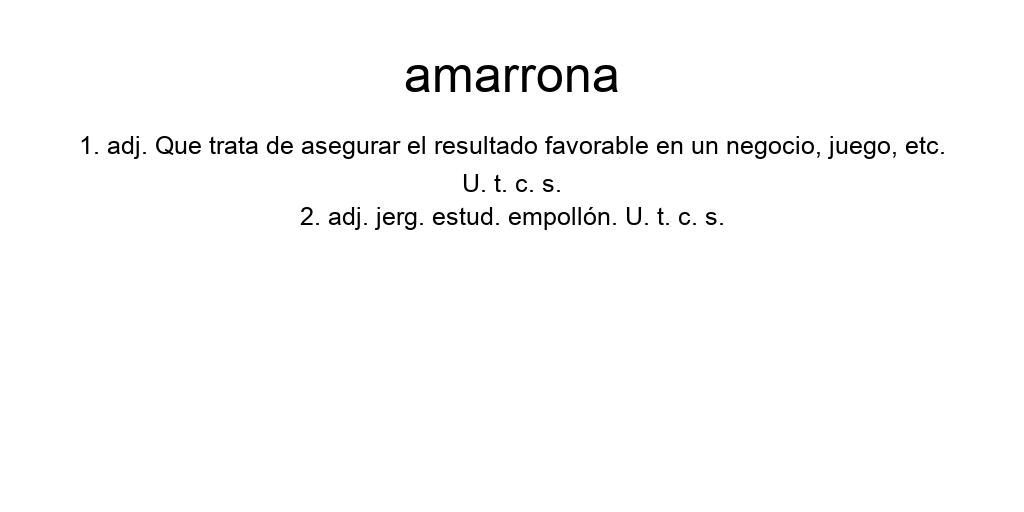 amarrona
1. adj. Que trata de asegurar el resultado favorable en un negocio, juego, etc.
U. t. c. s.
2. adj. jerg. estud. empollón. U. t. c. s.